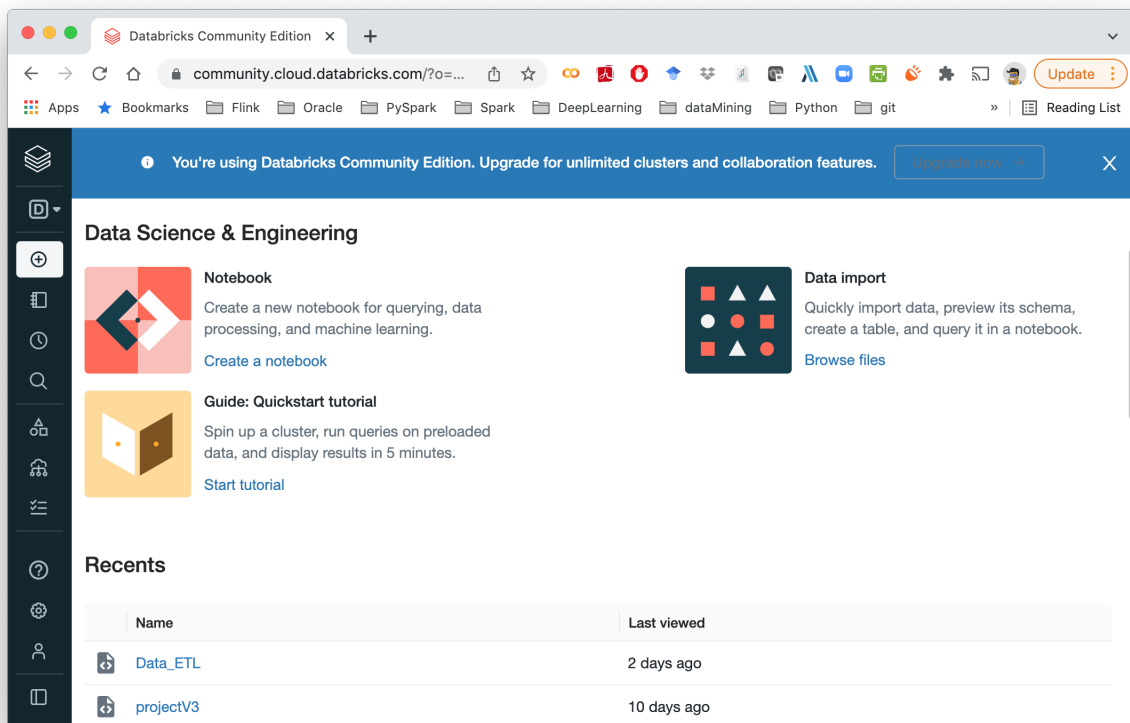 Databricks Community Edition
community.cloud.databricks.com/?o=...
Update
Apps
Bookmarks
Flink
Oracle
PySpark
Spark
DeepLearning
dataMining
Python
git
»
Reading List
You're using Databricks Community Edition. Upgrade for unlimited clusters and collaboration features.
Upgrade now
D
Data Science & Engineering
Notebook
Create a new notebook for querying, data
processing, and machine learning.
Create a notebook
Data import
Quickly import data, preview its schema,
create a table, and query it in a notebook.
Browse files
Guide: Quickstart tutorial
Spin up a cluster, run queries on preloaded
data, and display results in 5 minutes.
Start tutorial
Recents
Name
Last viewed
Data_ETL
2 days ago
projectV3
10 days ago